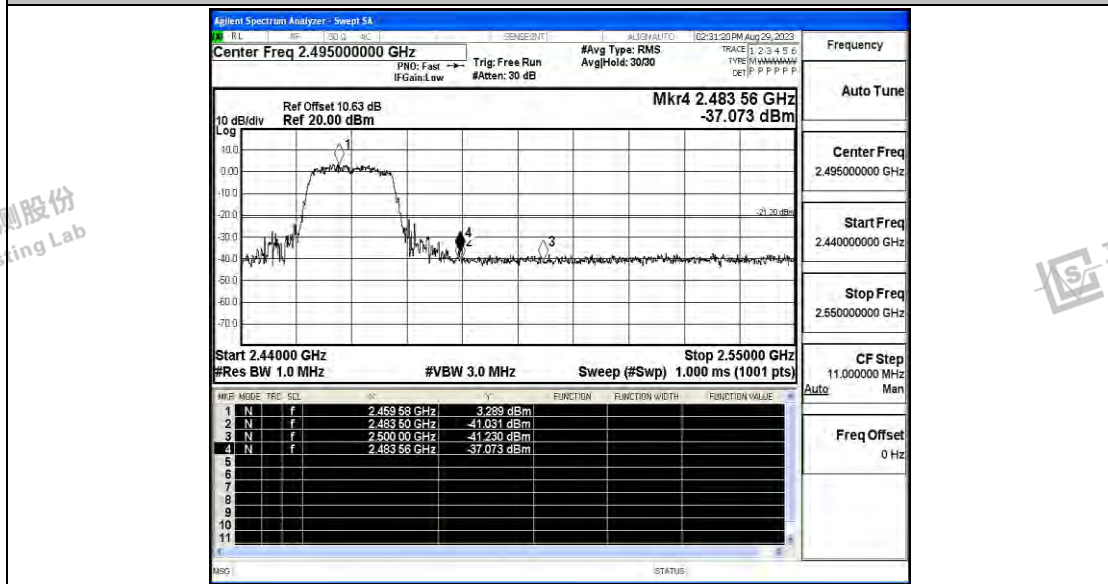 Agilent Spectrum Analyzer - Swept SA
RL RF 50 Ω AC SENSE:INT ALIGNAUTO 02:31:20 PM Aug 29, 2023
Center Freq 2.495000000 GHz
#Avg Type: RMS
TRACE 1 2 3 4 5 6
PNO: Fast
Trig: Free Run
Avg|Hold: 30/30
TYPE M
IFGain:Low
#Atten: 30 dB
DET P P P P P P
Mkr4 2.483 56 GHz
-37.073 dBm
Ref Offset 10.63 dB
10 dB/div Ref 20.00 dBm
Log
10.0
0.00
-10.0
-20.0
-30.0
-40.0
-50.0
-60.0
-70.0
1
4
2
3
-21.20 dBm
Start 2.44000 GHz
Stop 2.55000 GHz
#Res BW 1.0 MHz #VBW 3.0 MHz Sweep (#Swp) 1.000 ms (1001 pts)
MKR MODE TRC SCL X Y FUNCTION FUNCTION WIDTH FUNCTION VALUE
1 N f 2.459 58 GHz 3.289 dBm
2 N f 2.483 50 GHz -41.031 dBm
3 N f 2.500 00 GHz -41.230 dBm
4 N f 2.483 56 GHz -37.073 dBm
5
6
7
8
9
10
11
MSG STATUS
Frequency
Auto Tune
Center Freq
2.495000000 GHz
Start Freq
2.440000000 GHz
Stop Freq
2.550000000 GHz
CF Step
11.000000 MHz
Auto Man
Freq Offset
0 Hz
测股份
sting Lab